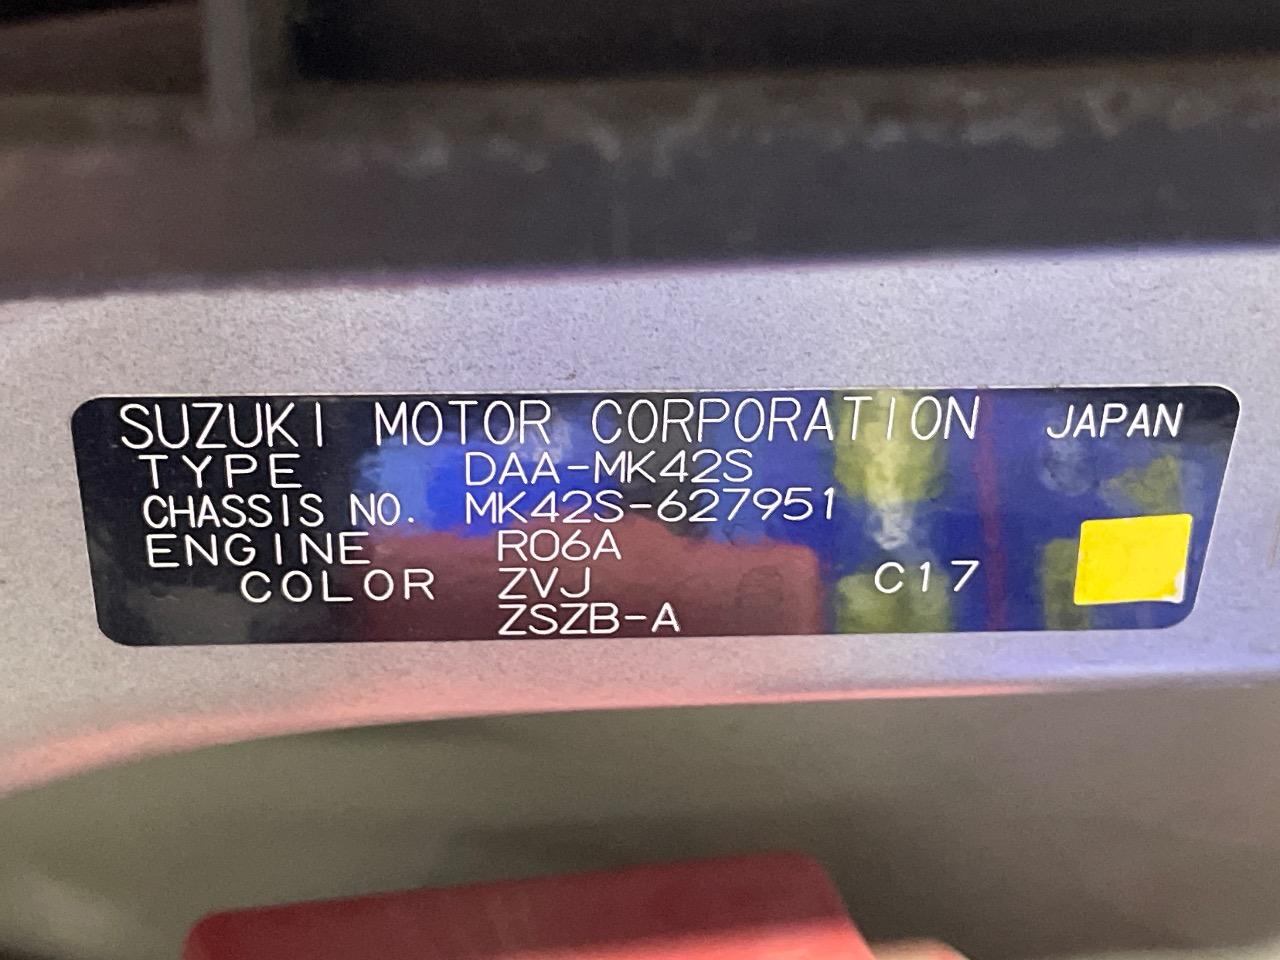 SUZUKI MOTOR CORPORATION JAPAN
TYPE DAA-MK42S
CHASSIS NO. MK42S-627951
ENGINE R06A
COLOR ZVJ C17
ZSZB-A